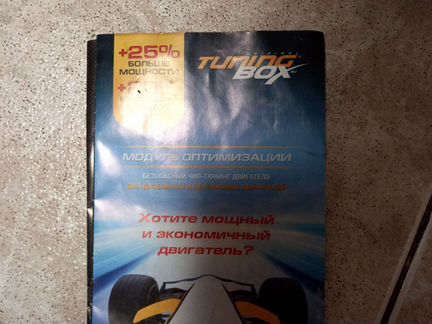 +25%
БОЛЬШЕ
МОЩНОСТИ
TUNING
BOX
МОДУЛЬ ОПТИМИЗАЦИИ
БЕЗОПАСНЫЙ ЧИП-ТЮНИНГ ДВИГАТЕЛЯ
Хотите мощный
и экономичный
двигатель?